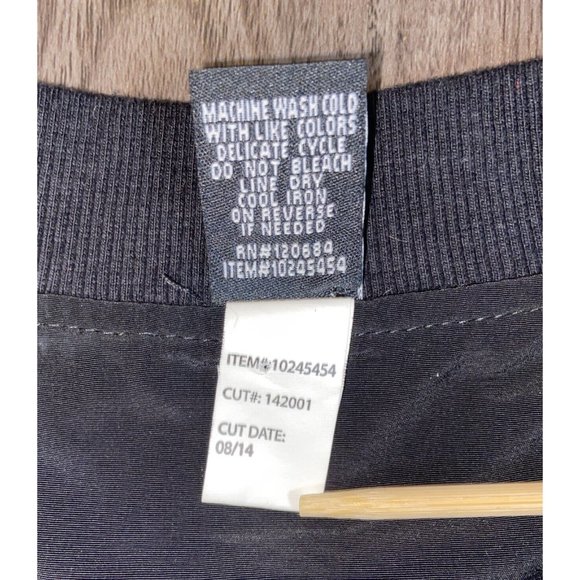 MACHINE WASH COLD
WITH LIKE COLORS
DELICATE CYCLE
DO NOT BLEACH
LINE DRY
COOL IRON
ON REVERSE
IF NEEDED
RN#120684
ITEM#10245454
ITEM#:10245454
CUT#: 142001
CUT DATE:
08/14